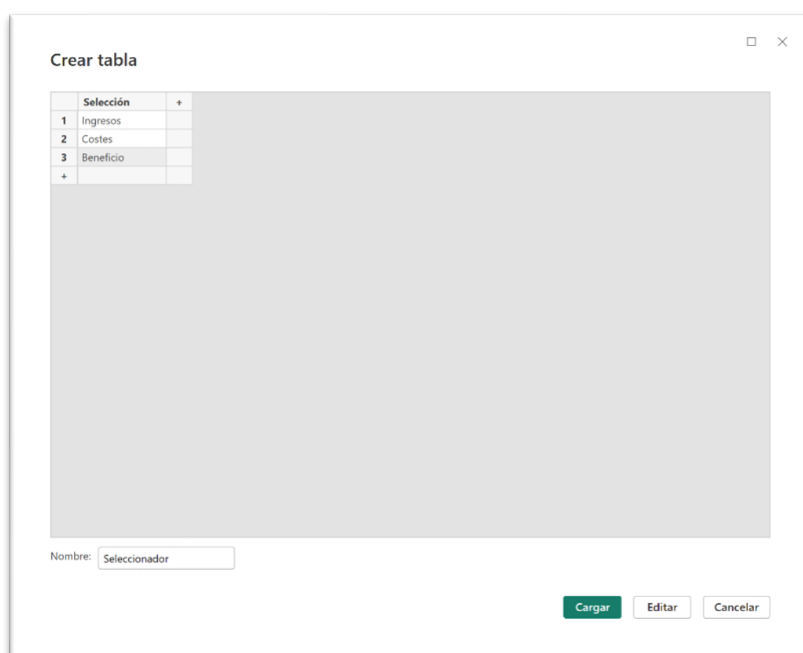 Crear tabla
Selección +
1 Ingresos
2 Costes
3 Beneficio
+
Nombre: Seleccionador
Cargar Editar Cancelar